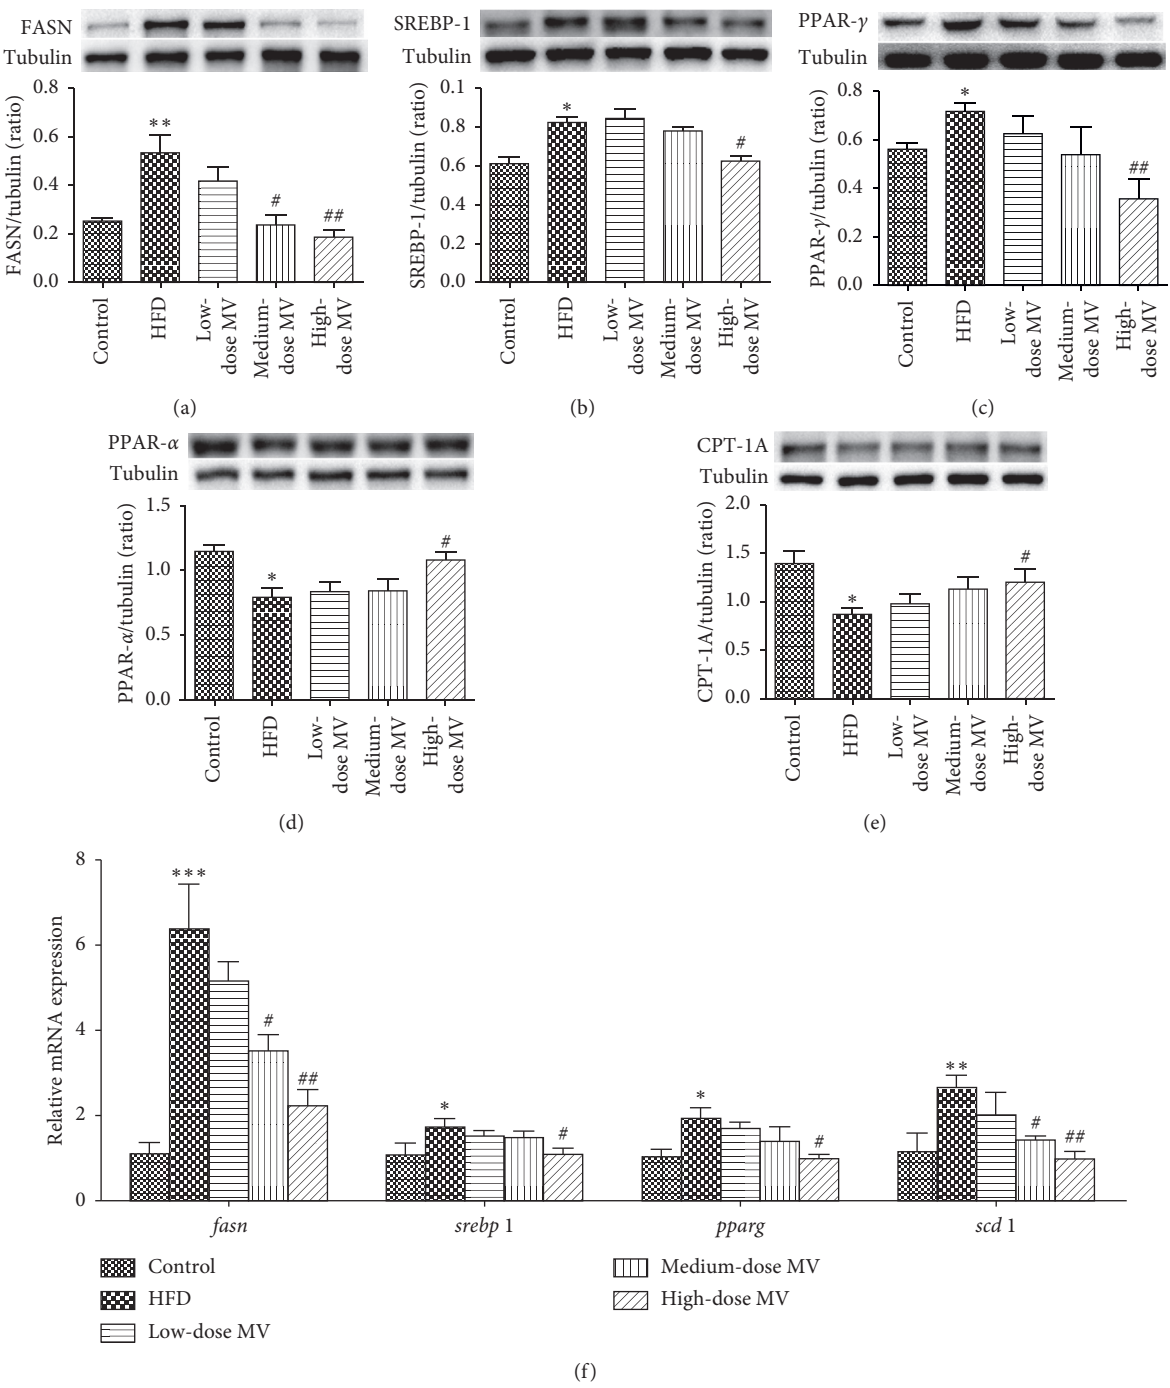 FASN
Tubulin
FASN/tubulin (ratio)
0.8
0.6
0.4
0.2
0.0
**
#
##
Control
HFD
Low-
dose MV
Medium-
dose MV
High-
dose MV
(a)
SREBP-1
Tubulin
SREBP-1/tubulin (ratio)
0.1
0.8
0.6
0.4
0.2
0.0
*
#
Control
HFD
Low-
dose MV
Medium-
dose MV
High-
dose MV
(b)
PPAR-γ
Tubulin
PPAR-γ/tubulin (ratio)
0.8
0.6
0.4
0.2
0.0
*
##
Control
HFD
Low-
dose MV
Medium-
dose MV
High-
dose MV
(c)
PPAR-α
Tubulin
PPAR-α/tubulin (ratio)
1.5
1.0
0.5
0.0
*
#
Control
HFD
Low-
dose MV
Medium-
dose MV
High-
dose MV
(d)
CPT-1A
Tubulin
CPT-1A/tubulin (ratio)
2.0
1.5
1.0
0.5
0.0
*
#
Control
HFD
Low-
dose MV
Medium-
dose MV
High-
dose MV
(e)
Relative mRNA expression
8
6
4
2
0
***
#
##
*
#
*
#
**
#
##
fasn
srebp 1
pparg
scd 1
Control
HFD
Low-dose MV
Medium-dose MV
High-dose MV
(f)